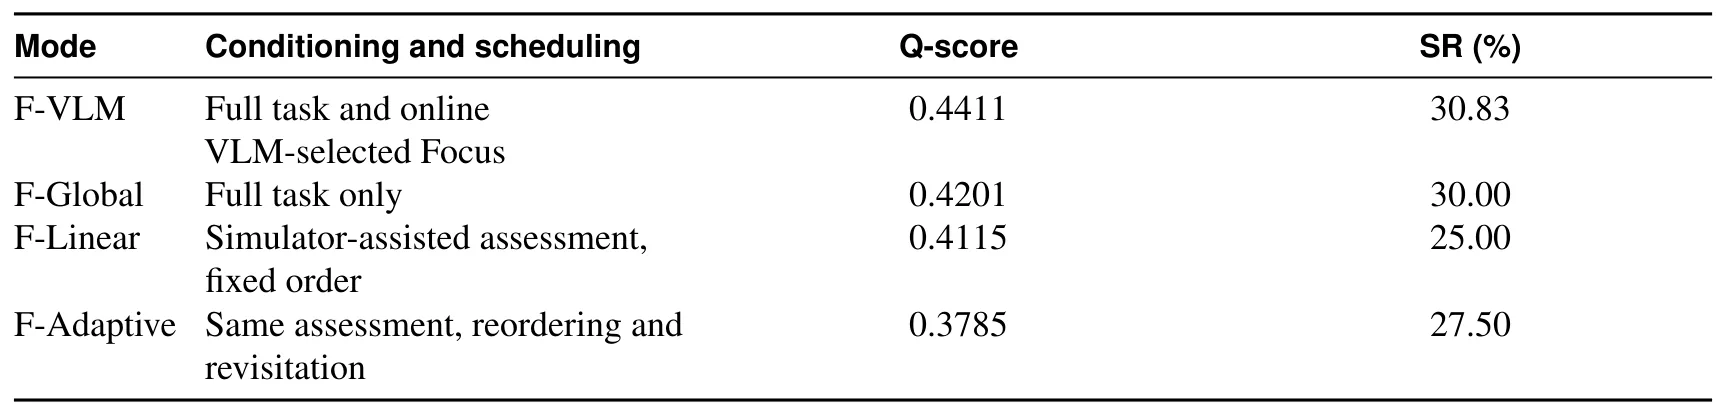 Mode Conditioning and scheduling Q-score SR (%)
F-VLM Full task and online 0.4411 30.83
VLM-selected Focus
F-Global Full task only 0.4201 30.00
F-Linear Simulator-assisted assessment, 0.4115 25.00
fixed order
F-Adaptive Same assessment, reordering and 0.3785 27.50
revisitation